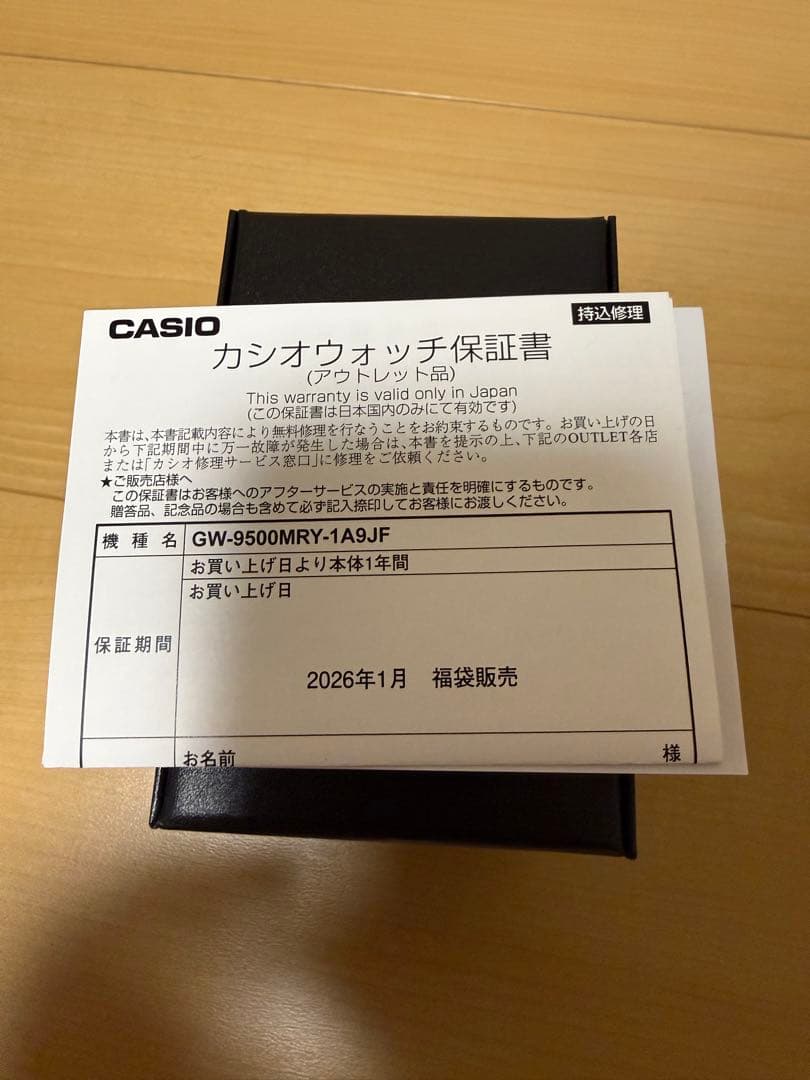 CASIO
持込修理
カシオウォッチ保証書
(アウトレット品)
This warranty is valid only in Japan
(この保証書は日本国内のみにて有効です)
本書は、本書記載内容により無料修理を行なうことをお約束するものです。お買い上げの日
から下記期間中に万一故障が発生した場合は、本書を提示の上、下記のOUTLET各店
または「カシオ修理サービス窓口」に修理をご依頼ください。
★ご販売店様へ
この保証書はお客様へのアフターサービスの実施と責任を明確にするものです。
贈答品、記念品の場合も含めて必ず記入捺印してお客様にお渡しください。
機種名 GW-9500MRY-1A9JF
お買い上げ日より本体1年間
お買い上げ日
保証期間
2026年1月 福袋販売
お名前 様